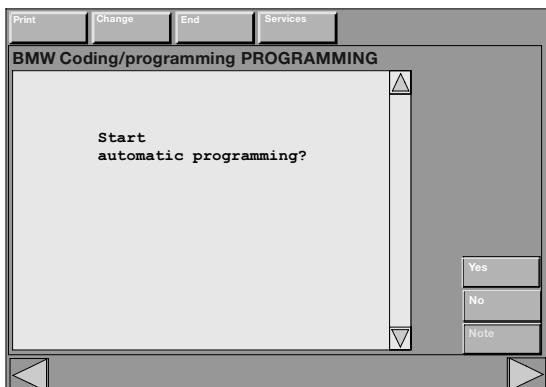 Print Change End Services
BMW Coding/programming PROGRAMMING
Start
automatic programming?
Yes
No
Note